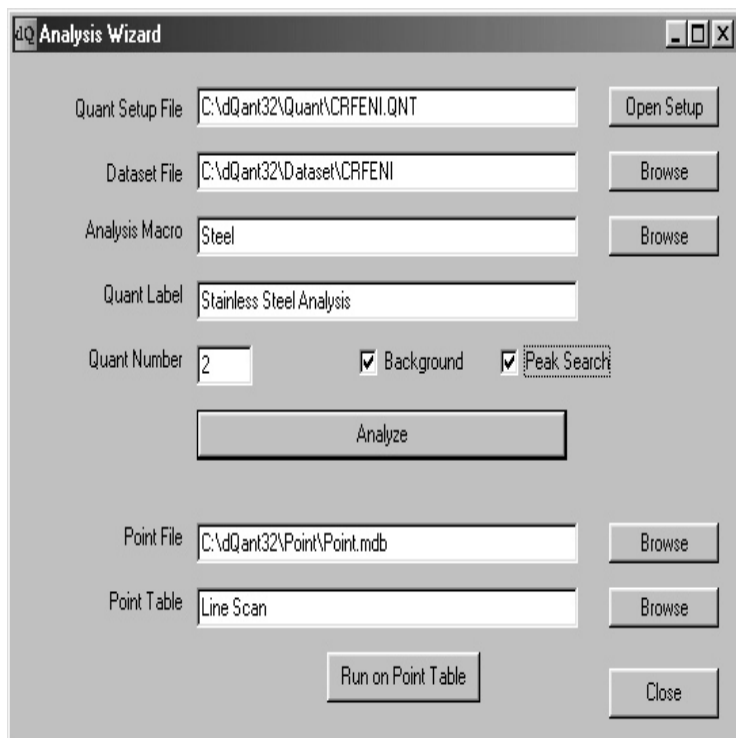 dQ Analysis Wizard
Quant Setup File C:\dQant32\Quant\CRFENI.QNT Open Setup
Dataset File C:\dQant32\Dataset\CRFENI Browse
Analysis Macro Steel Browse
Quant Label Stainless Steel Analysis
Quant Number 2 Background Peak Search
Analyze
Point File C:\dQant32\Point\Point.mdb Browse
Point Table Line Scan Browse
Run on Point Table
Close